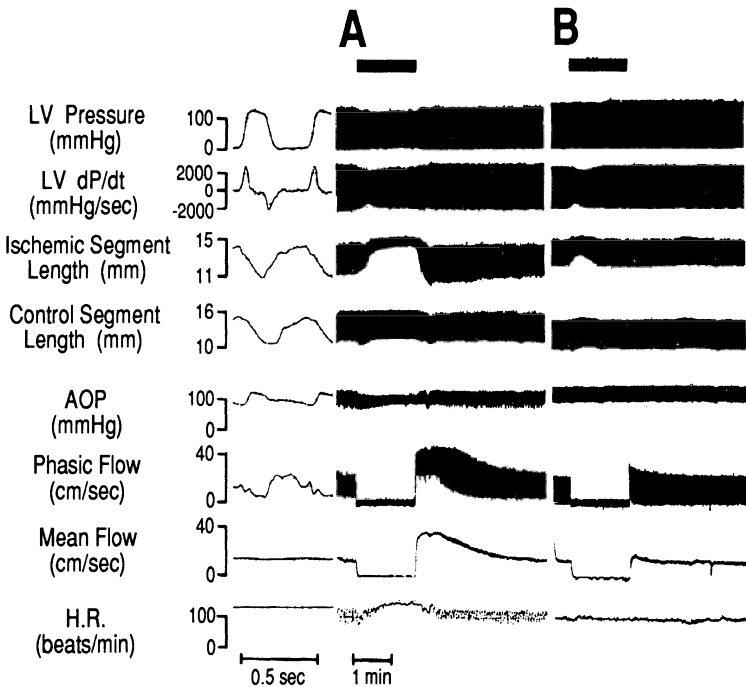 A B
LV Pressure
(mmHg)
100
0
LV dP/dt
(mmHg/sec)
2000
0
-2000
Ischemic Segment
Length (mm)
15
11
Control Segment
Length (mm)
16
10
AOP
(mmHg)
100
0
Phasic Flow
(cm/sec)
40
0
Mean Flow
(cm/sec)
40
0
H.R.
(beats/min)
100
0
0.5 sec 1 min